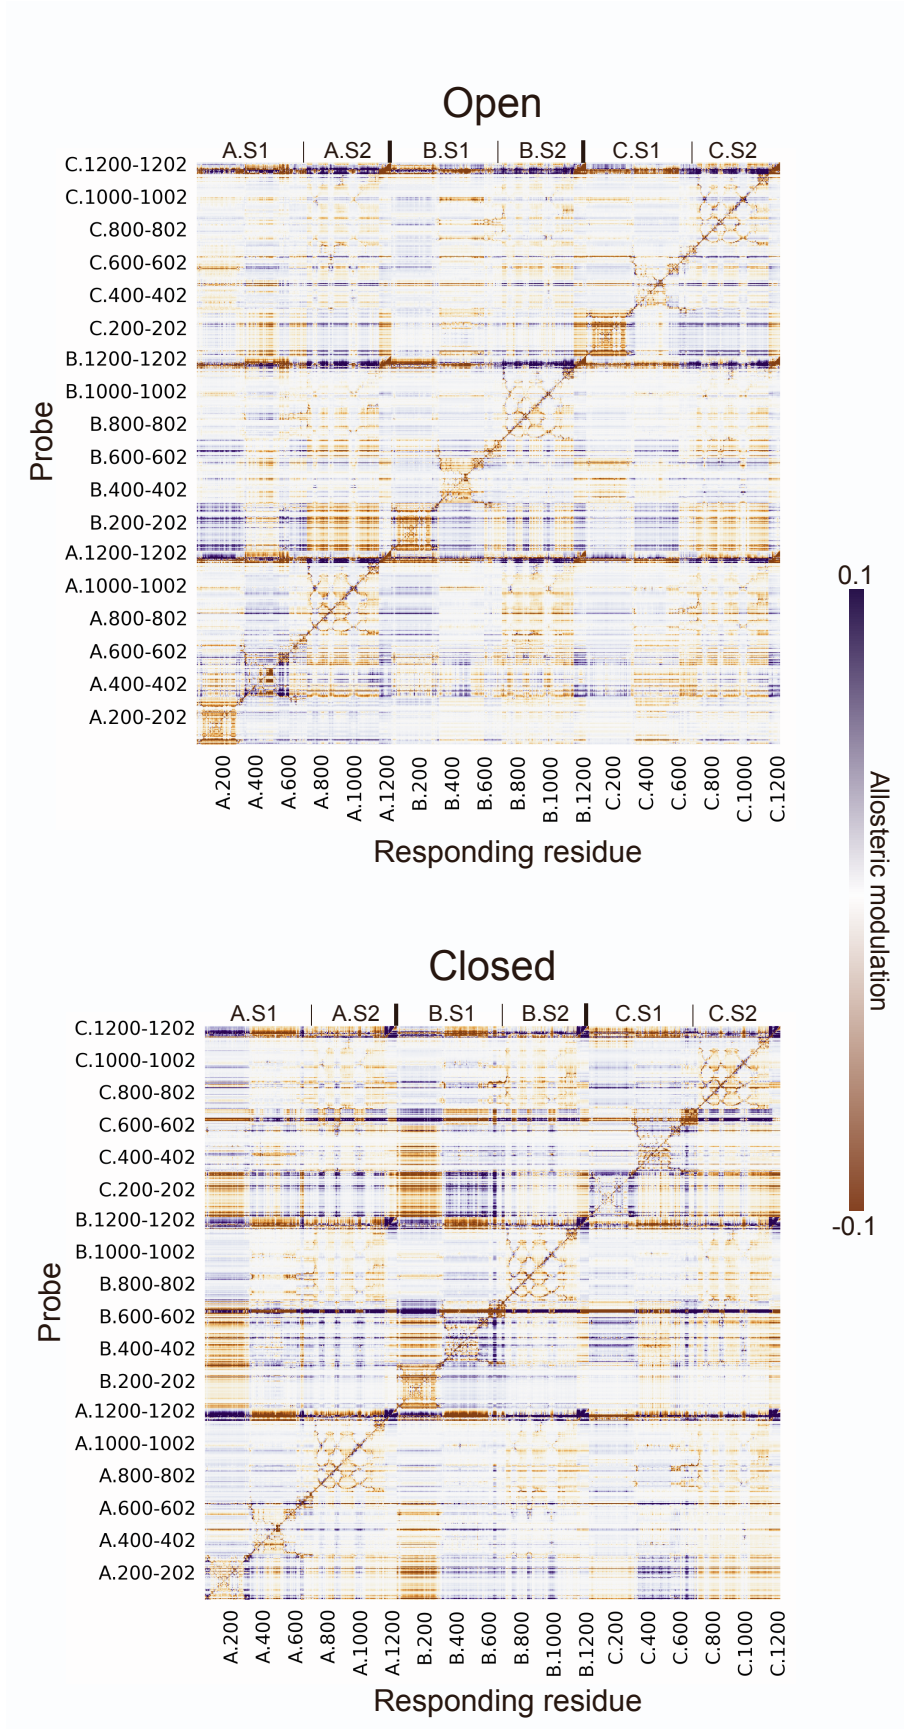 Open
A.S1 A.S2 B.S1 B.S2 C.S1 C.S2
C.1200-1202
C.1000-1002
C.800-802
C.600-602
C.400-402
C.200-202
B.1200-1202
B.1000-1002
B.800-802
B.600-602
B.400-402
B.200-202
A.1200-1202
A.1000-1002
A.800-802
A.600-602
A.400-402
A.200-202
Probe
A.200 A.400 A.600 A.800 A.1000 A.1200 B.200 B.400 B.600 B.800 B.1000 B.1200 C.200 C.400 C.600 C.800 C.1000 C.1200
Responding residue
0.1
Allosteric modulation
-0.1
Closed
A.S1 A.S2 B.S1 B.S2 C.S1 C.S2
C.1200-1202
C.1000-1002
C.800-802
C.600-602
C.400-402
C.200-202
B.1200-1202
B.1000-1002
B.800-802
B.600-602
B.400-402
B.200-202
A.1200-1202
A.1000-1002
A.800-802
A.600-602
A.400-402
A.200-202
Probe
A.200 A.400 A.600 A.800 A.1000 A.1200 B.200 B.400 B.600 B.800 B.1000 B.1200 C.200 C.400 C.600 C.800 C.1000 C.1200
Responding residue